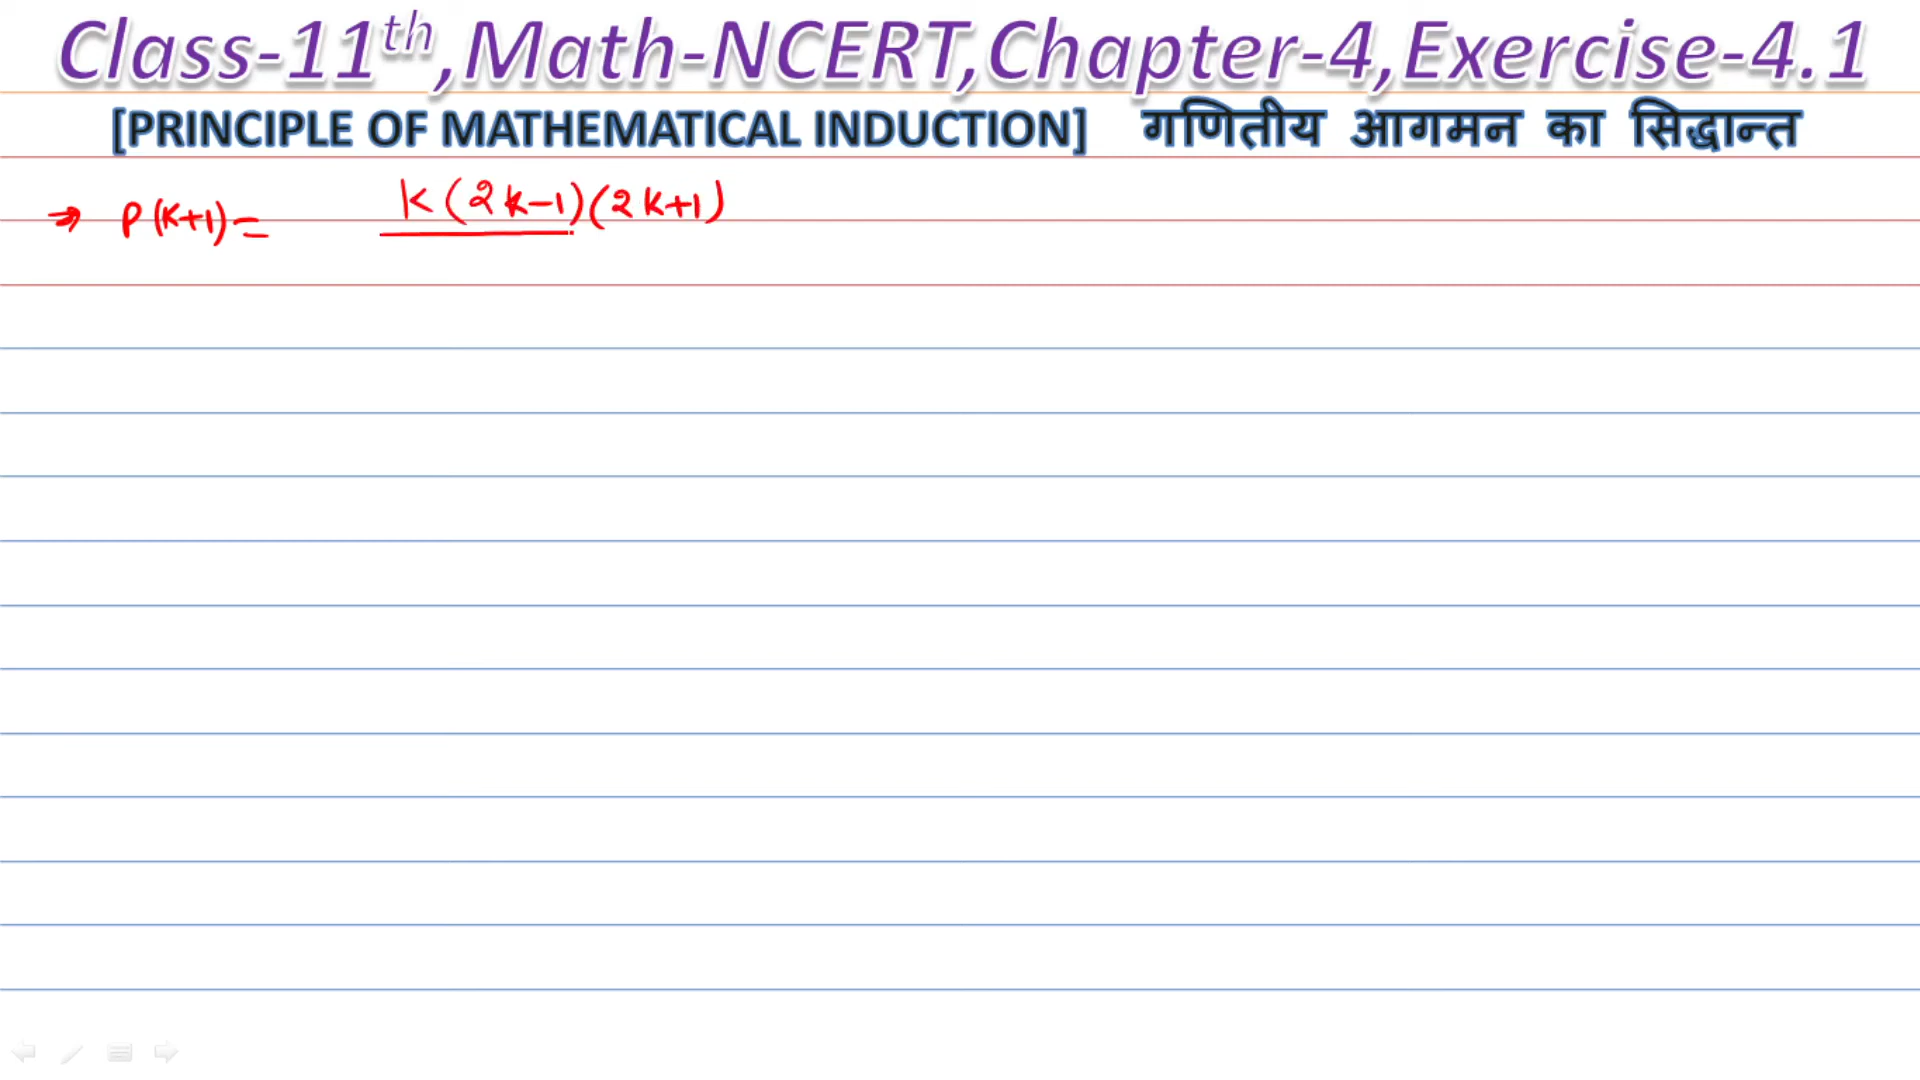 Class-11th,Math-NCERT,Chapter-4,Exercise-4.1
[PRINCIPLE OF MATHEMATICAL INDUCTION] गणितीय आगमन का सिद्धान्त
→ P(K+1)= K(2k-1)(2K+1)